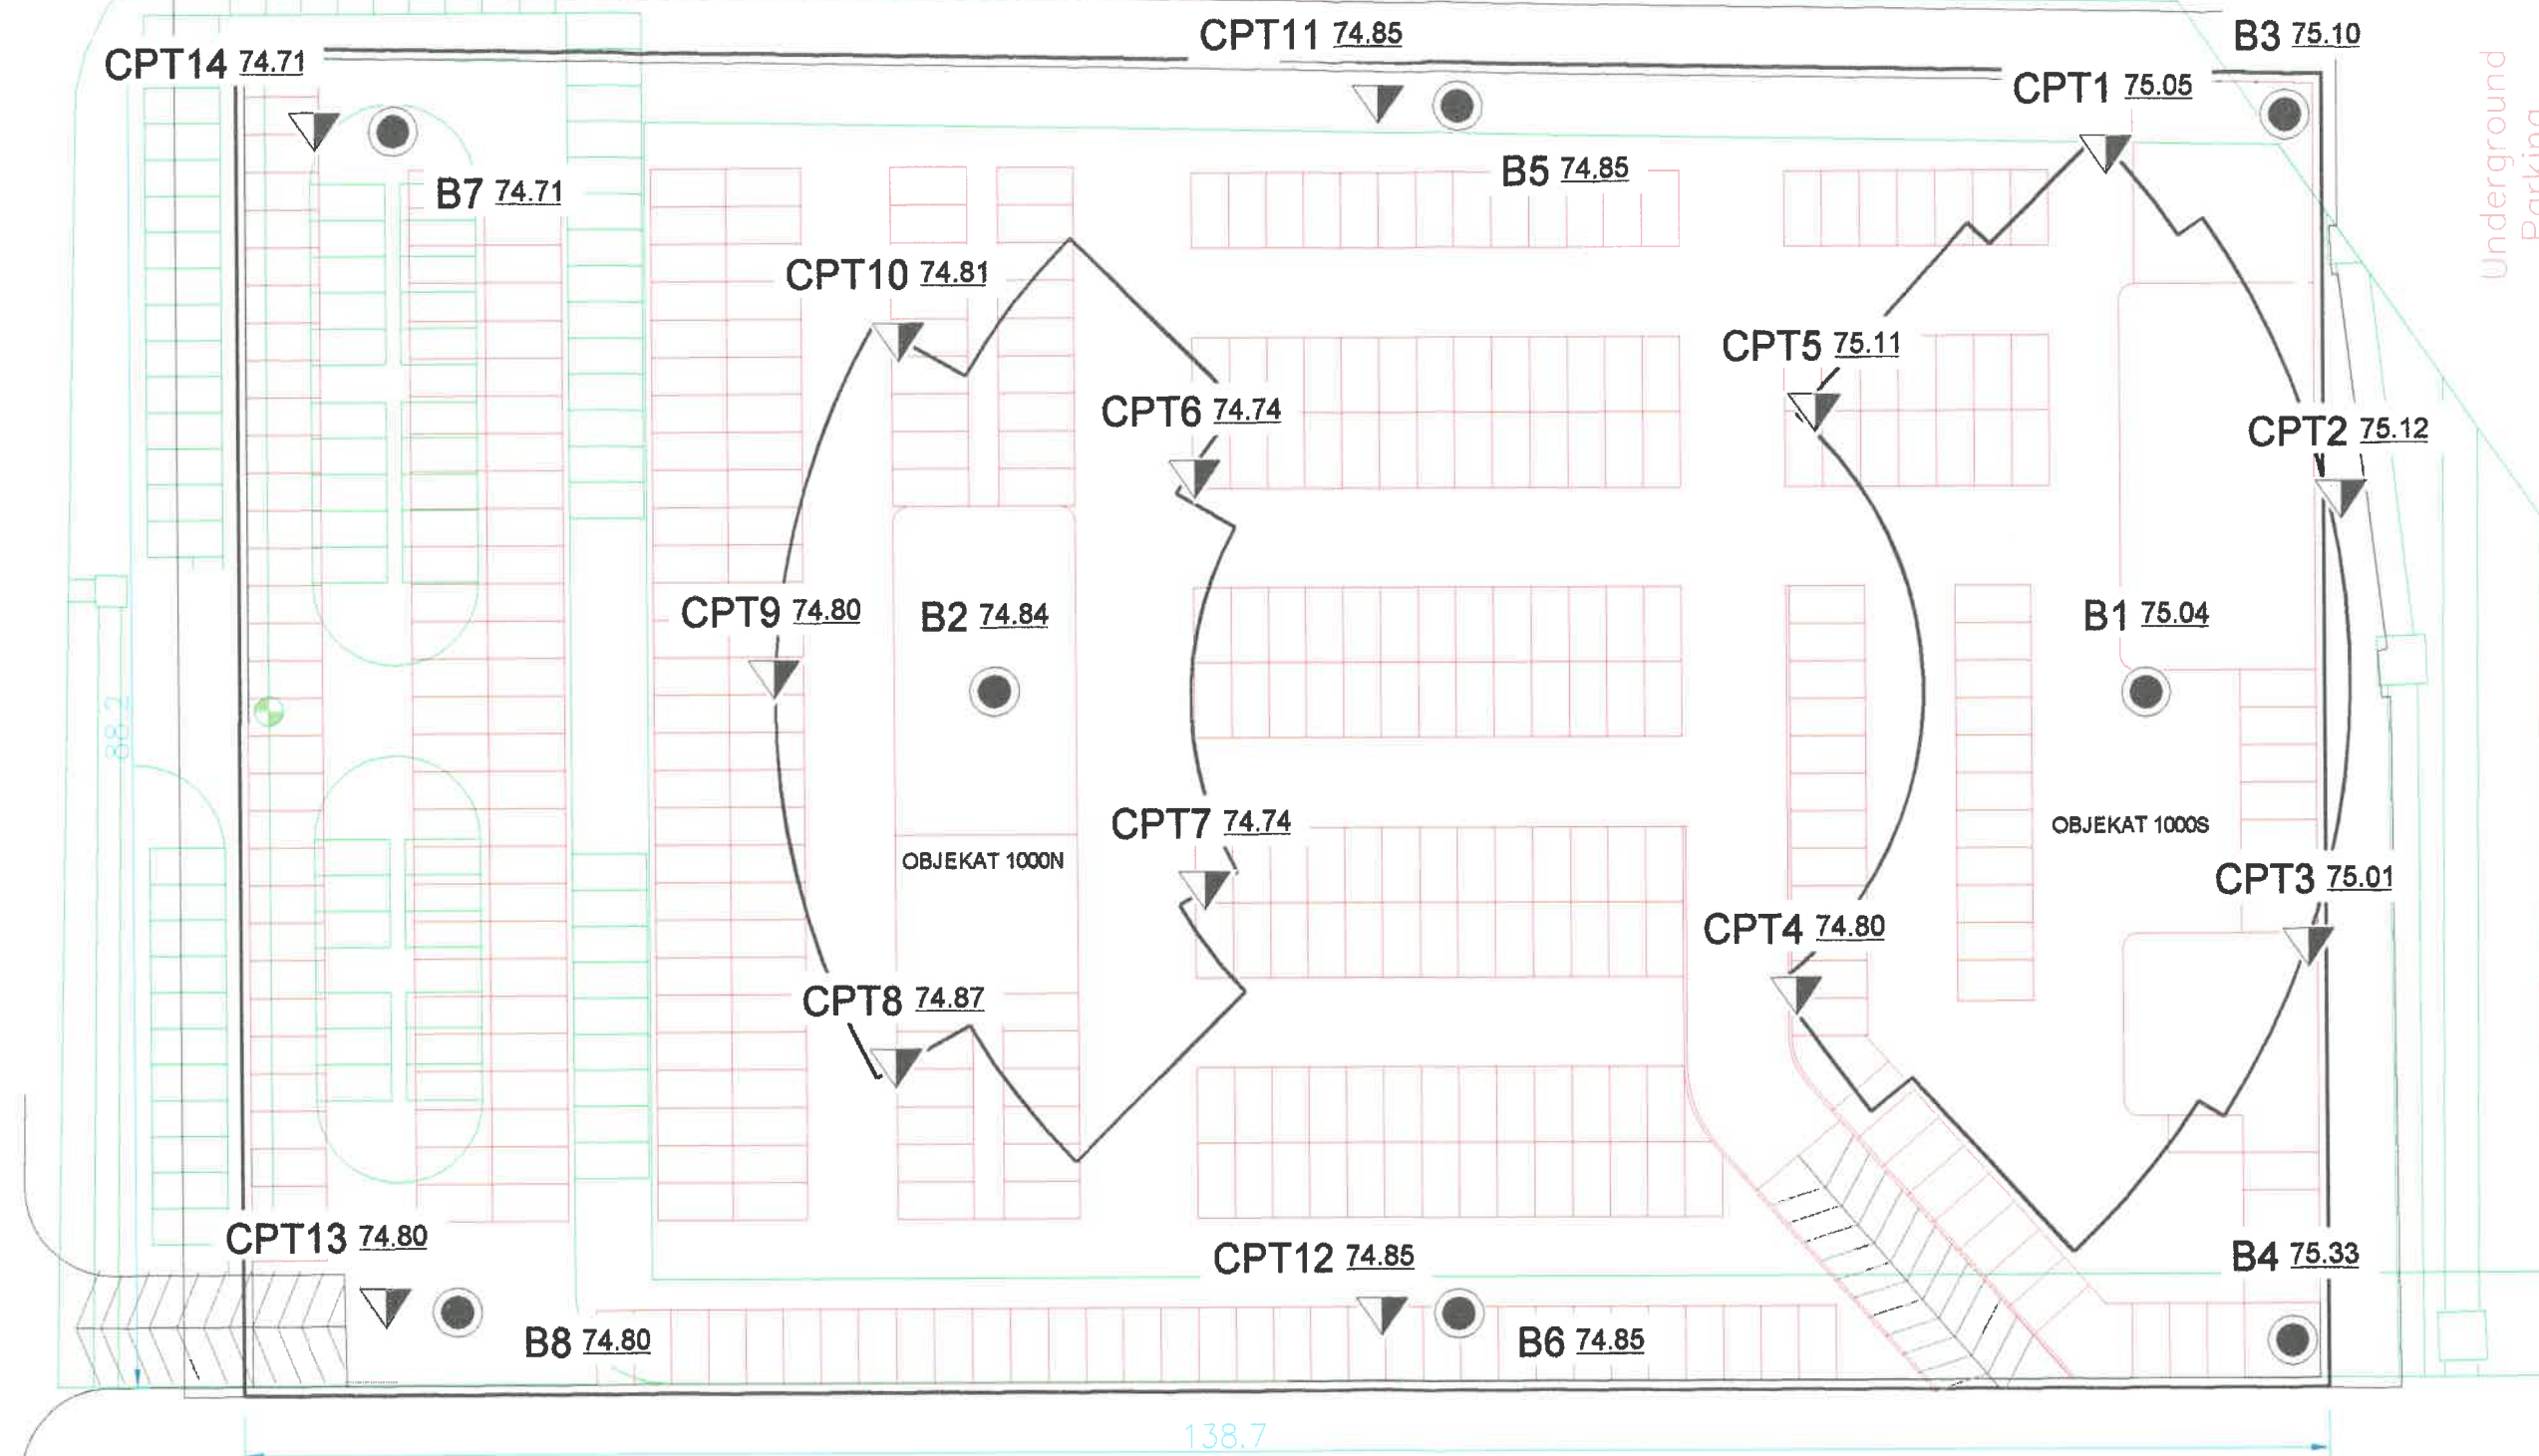 CPT11 74.85
B3 75.10
CPT14 74.71
CPT1 75.05
Underground
Parking
B5 74.85
B7 74.71
CPT10 74.81
CPT5 75.11
CPT6 74.74
CPT2 75.12
CPT9 74.80
B2 74.84
B1 75.04
88.2
CPT7 74.74
OBJEKAT 1000S
OBJEKAT 1000N
CPT3 75.01
CPT4 74.80
CPT8 74.87
CPT13 74.80
CPT12 74.85
B4 75.33
B8 74.80
B6 74.85
138.7